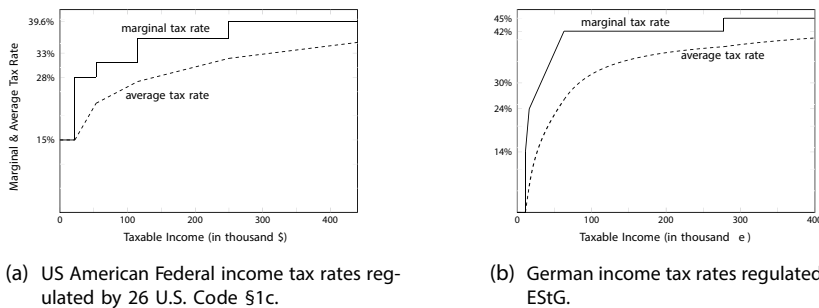 Marginal & Average Tax Rate
39.6%
33%
28%
15%
marginal tax rate
average tax rate
0 100 200 300 400
Taxable Income (in thousand $)
(a) US American Federal income tax rates reg-
ulated by 26 U.S. Code §1c.
45%
42%
30%
24%
14%
marginal tax rate
average tax rate
0 100 200 300 400
Taxable Income (in thousand e)
(b) German income tax rates regulated
EStG.